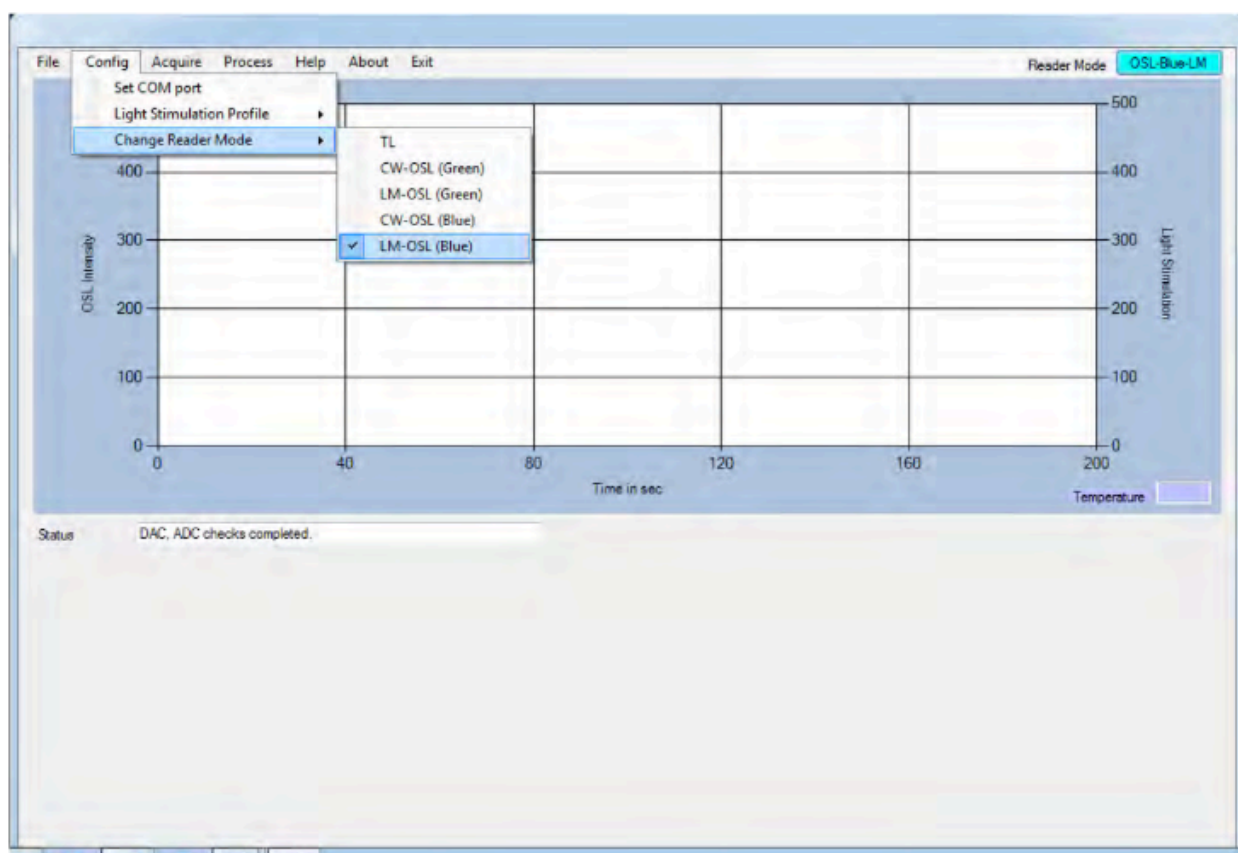 File Config Acquire Process Help About Exit Reader Mode OSL-Blue-LM
Set COM port
Light Stimulation Profile
Change Reader Mode
TL
CW-OSL (Green)
LM-OSL (Green)
CW-OSL (Blue)
LM-OSL (Blue)
500
400 400
300 300
200 200
100 100
0 0
OSL Intensity
Light Stimulation
0 40 80 120 160 200
Time in sec
Temperature
Status DAC, ADC checks completed.